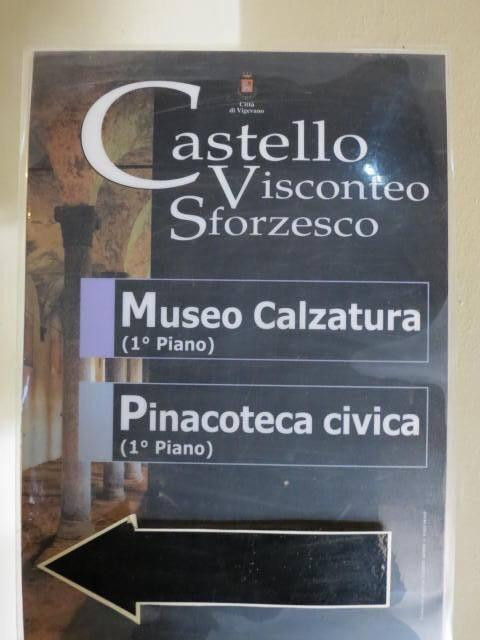 Città
di Vigevano
Castello
Visconteo
Sforzesco
Museo Calzatura
(1° Piano)
Pinacoteca civica
(1° Piano)